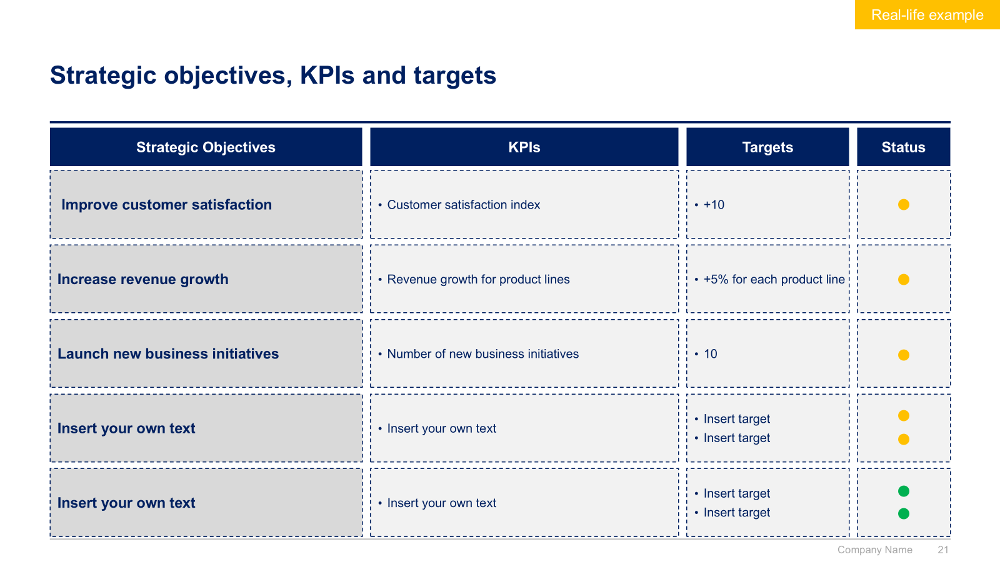 Real-life example
Strategic objectives, KPIs and targets
Strategic Objectives
KPIs
Targets
Status
Improve customer satisfaction
• Customer satisfaction index
• +10
Increase revenue growth
• Revenue growth for product lines
• +5% for each product line
Launch new business initiatives
• Number of new business initiatives
• 10
Insert your own text
• Insert your own text
• Insert target
• Insert target
Insert your own text
• Insert your own text
• Insert target
• Insert target
Company Name
21